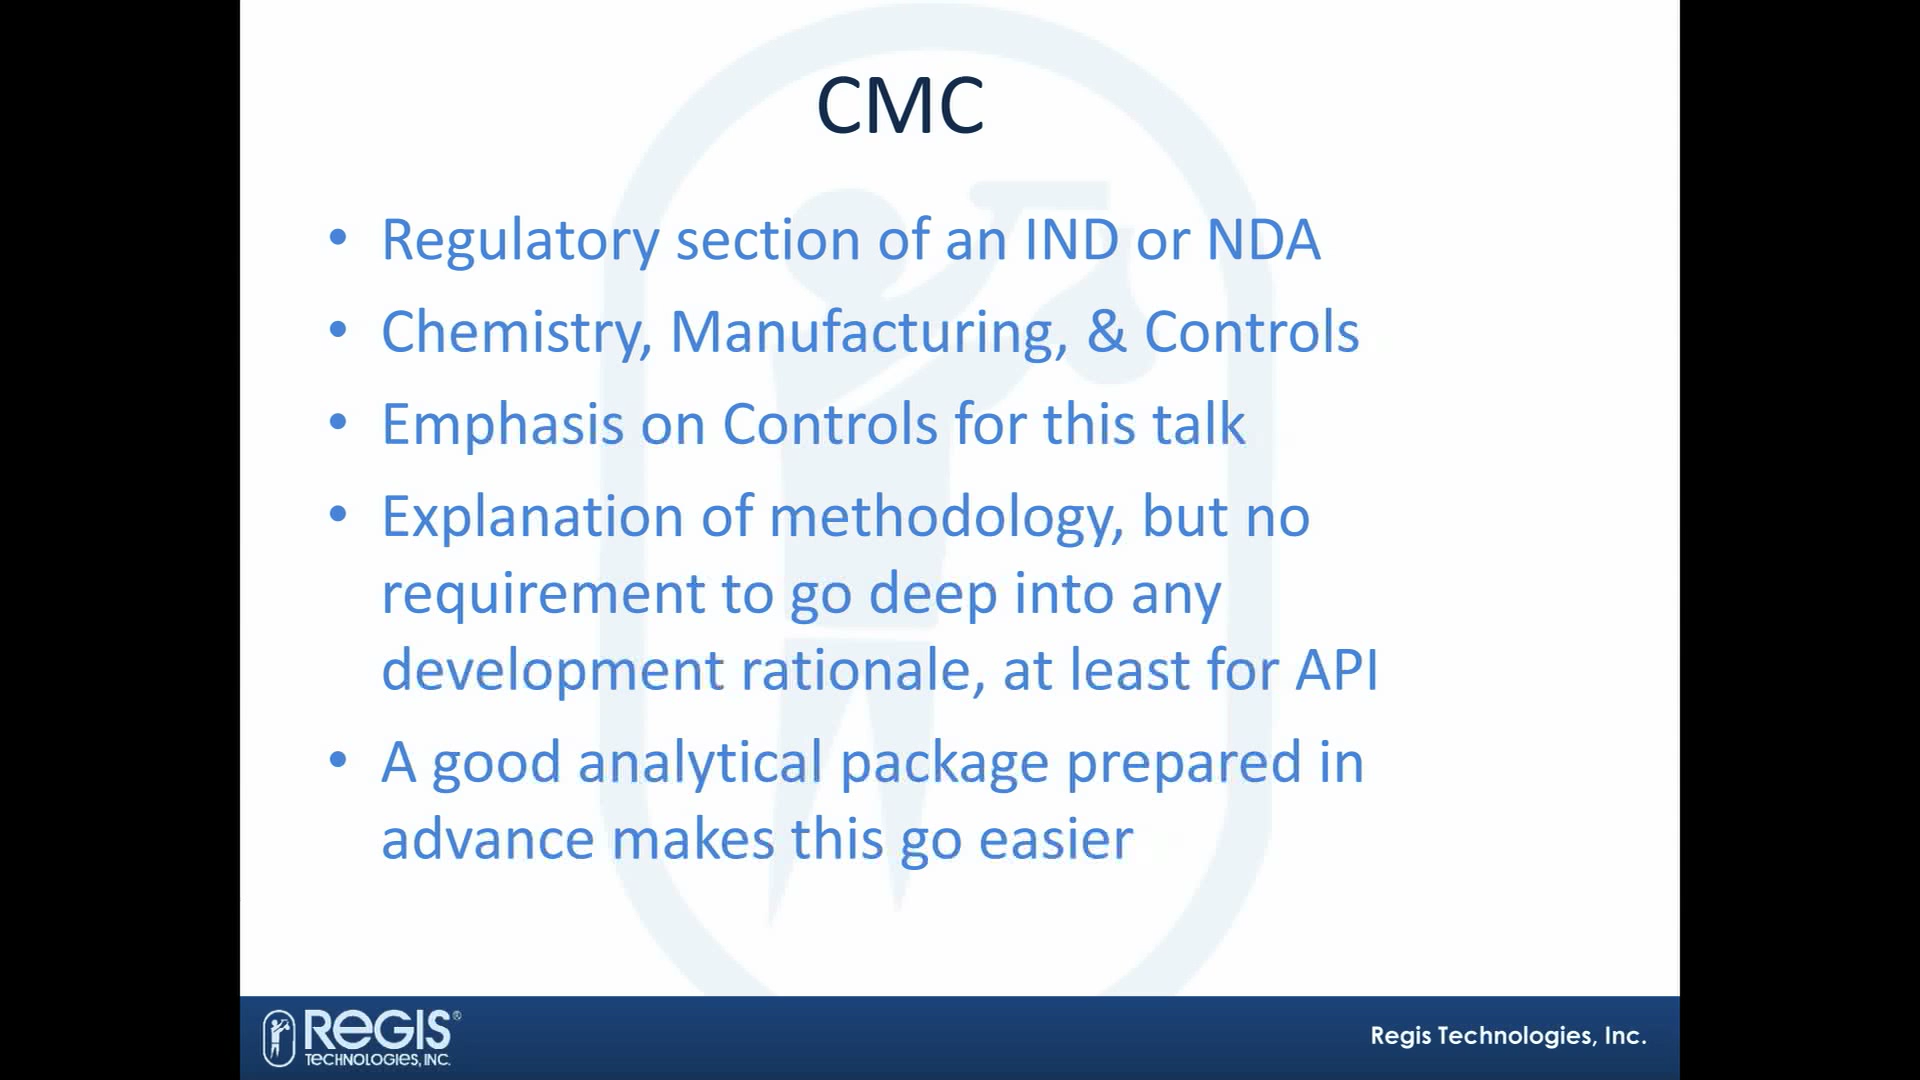 CMC
• Regulatory section of an IND or NDA
• Chemistry, Manufacturing, & Controls
• Emphasis on Controls for this talk
• Explanation of methodology, but no
requirement to go deep into any
development rationale, at least for API
• A good analytical package prepared in
advance makes this go easier
REGIS®
TECHNOLOGIES, INC.
Regis Technologies, Inc.